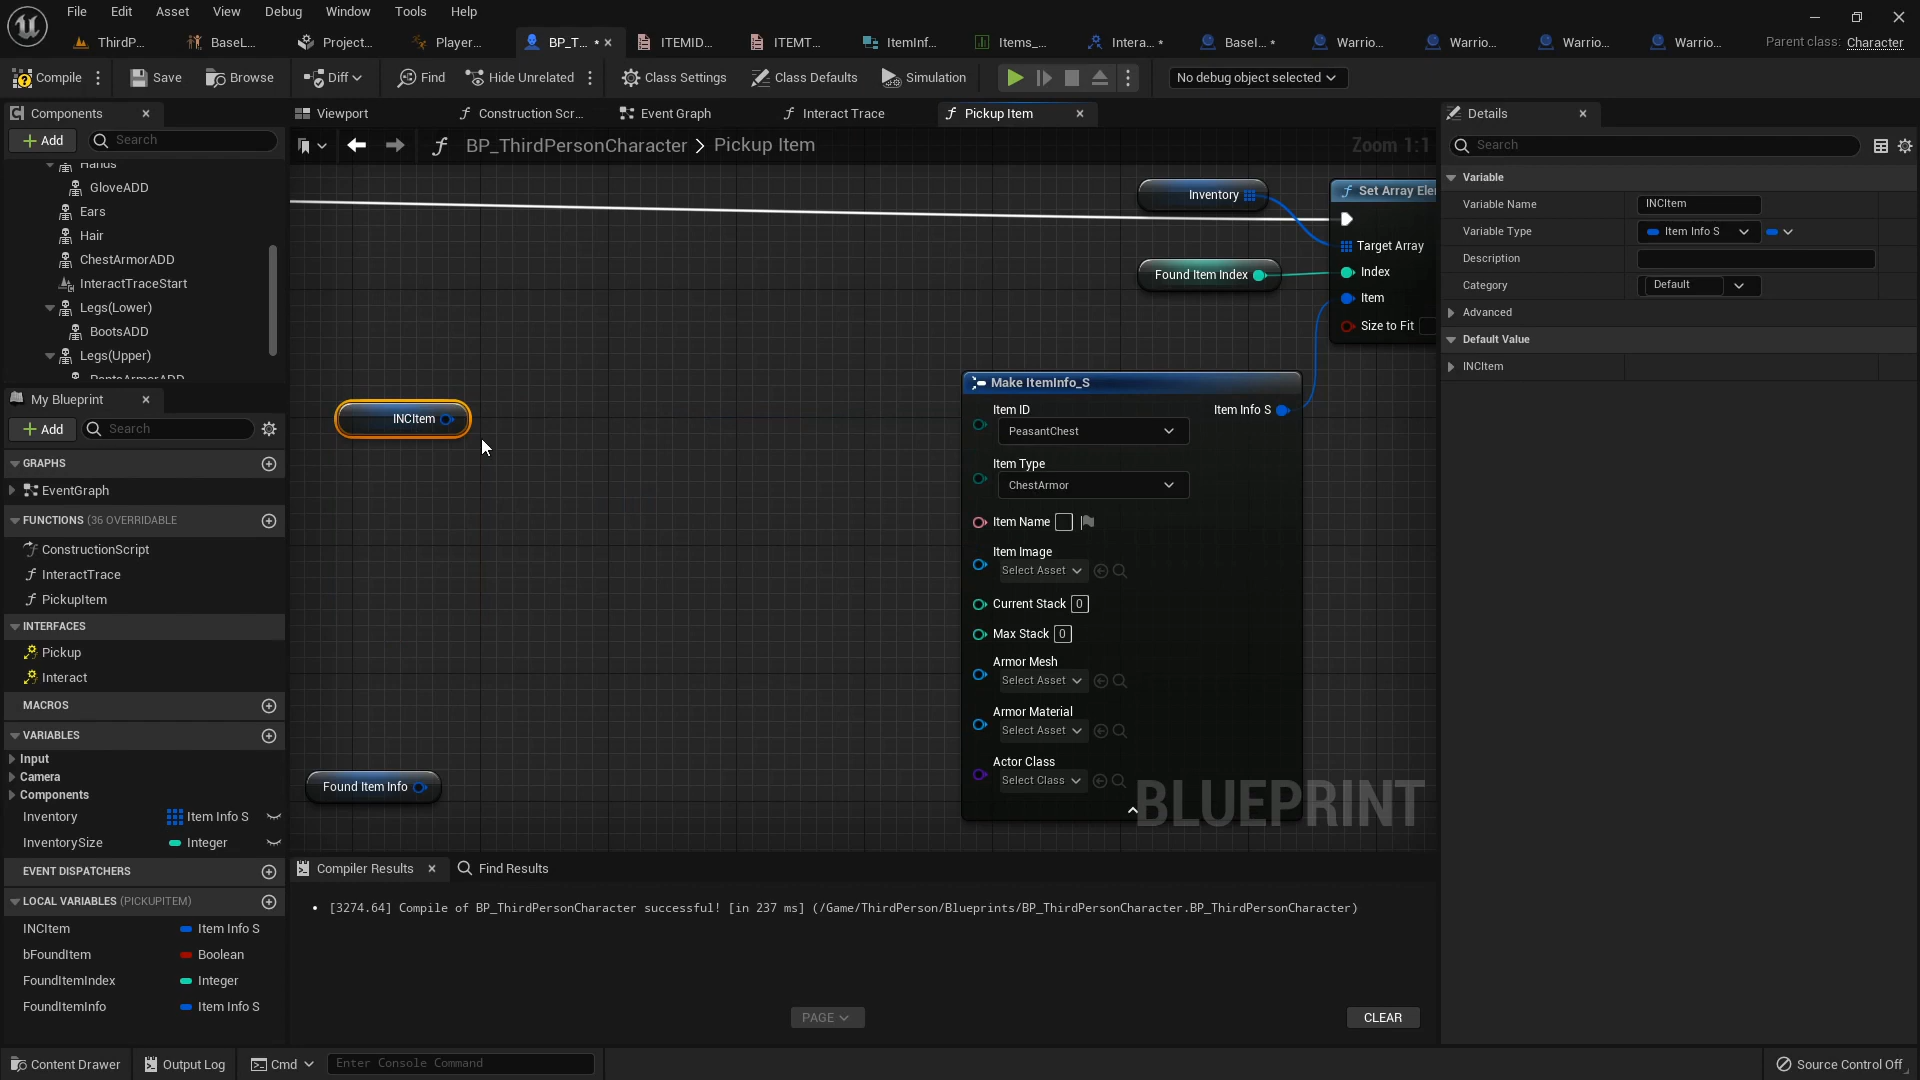 File Edit Asset View Debug Window Tools Help
ThirdP... BaseL... Project... Player... BP_T... * ITEMID... ITEMT... ItemInf... Items_... Intera... * BaseI... * Warrio... Warrio... Warrio... Warrio... Parent class: Character
Compile Save Browse Diff Find Hide Unrelated Class Settings Class Defaults Simulation No debug object selected
Components
Add Search
Hands
GloveADD
Ears
Hair
ChestArmorADD
InteractTraceStart
Legs(Lower)
BootsADD
Legs(Upper)
PantsArmorADD
My Blueprint
Add Search
GRAPHS
EventGraph
FUNCTIONS (36 OVERRIDABLE
ConstructionScript
InteractTrace
PickupItem
INTERFACES
Pickup
Interact
MACROS
VARIABLES
Input
Camera
Components
Inventory Item Info S
InventorySize Integer
EVENT DISPATCHERS
LOCAL VARIABLES (PICKUPITEM)
INCItem Item Info S
bFoundItem Boolean
FoundItemIndex Integer
FoundItemInfo Item Info S
Viewport Construction Scr... Event Graph Interact Trace Pickup Item
BP_ThirdPersonCharacter > Pickup Item Zoom 1:1
Inventory
Set Array Ele
Target Array
Found Item Index
Index
Item
Size to Fit
INCItem
Make ItemInfo_S
Item ID
Item Info S
PeasantChest
Item Type
ChestArmor
Item Name
Item Image
Select Asset
Current Stack 0
Max Stack 0
Armor Mesh
Select Asset
Armor Material
Select Asset
Actor Class
Select Class
Found Item Info
BLUEPRINT
Compiler Results Find Results
• [3274.64] Compile of BP_ThirdPersonCharacter successful! [in 237 ms] (/Game/ThirdPerson/Blueprints/BP_ThirdPersonCharacter.BP_ThirdPersonCharacter)
PAGE CLEAR
Details
Search
Variable
Variable Name INCItem
Variable Type Item Info S
Description
Category Default
Advanced
Default Value
INCItem
Content Drawer Output Log Cmd Enter Console Command Source Control Off